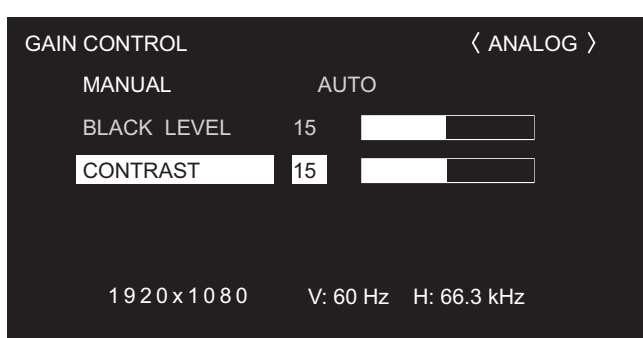 GAIN CONTROL 〈 ANALOG 〉
MANUAL AUTO
BLACK LEVEL 15
CONTRAST 15
1920x1080 V: 60 Hz H: 66.3 kHz